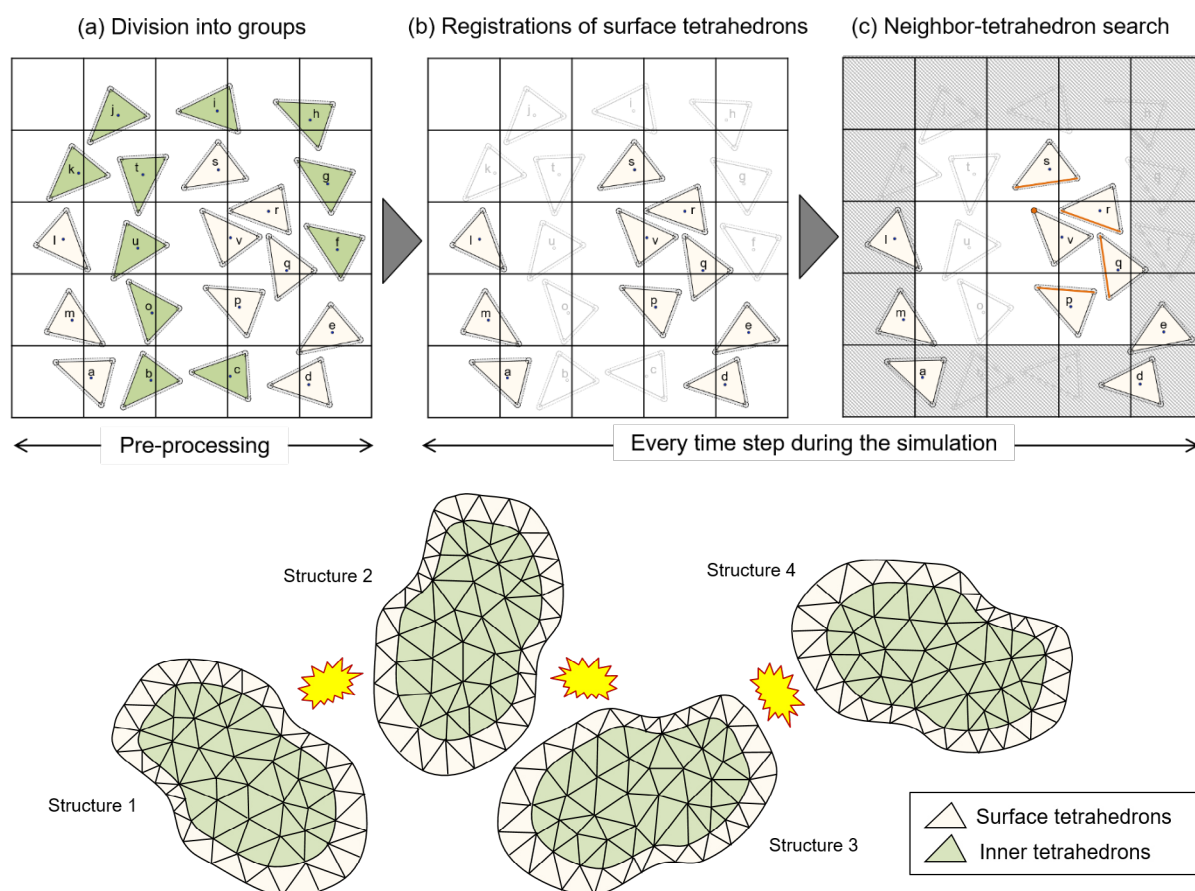 (a) Division into groups
(b) Registrations of surface tetrahedrons
(c) Neighbor-tetrahedron search
j
i
h
k
t
s
g
l
u
v
r
f
q
m
o
p
e
a
b
c
d
j
i
h
k
t
s
g
l
u
v
r
f
q
m
o
p
e
a
b
c
d
j
i
h
k
t
s
g
l
u
v
r
f
q
m
o
p
e
a
b
c
d
Pre-processing
Every time step during the simulation
Structure 2
Structure 4
Structure 1
Structure 3
Surface tetrahedrons
Inner tetrahedrons